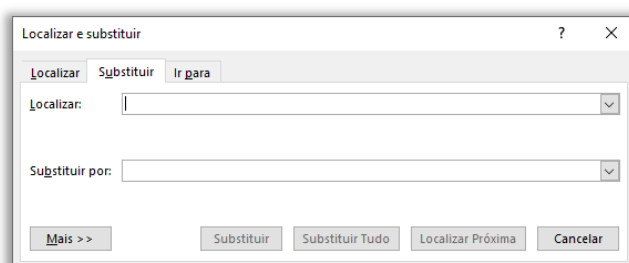 Localizar e substituir ? X
Localizar Substituir Ir para
Localizar:
Substituir por:
Mais >> Substituir Substituir Tudo Localizar Próxima Cancelar